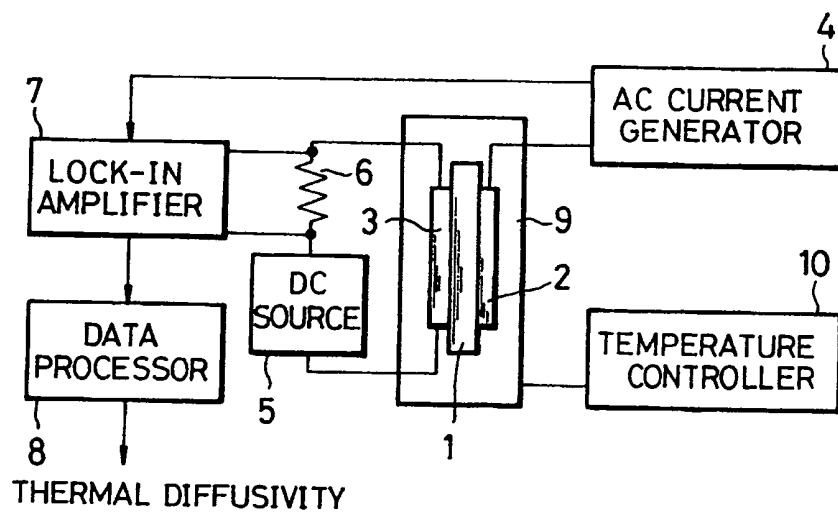 4
7
AC CURRENT
GENERATOR
LOCK-IN
AMPLIFIER
6
3
9
2
10
DC
SOURCE
DATA
PROCESSOR
TEMPERATURE
CONTROLLER
5
1
8
THERMAL DIFFUSIVITY